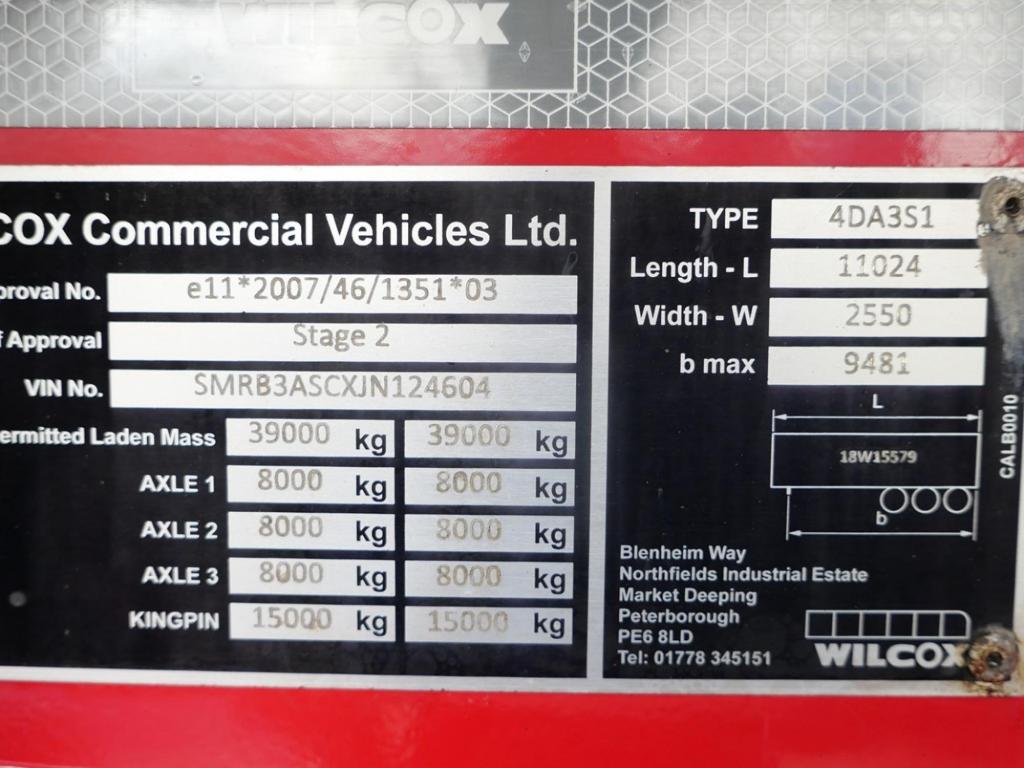 WILCOX
COX Commercial Vehicles Ltd.
proval No. e11*2007/46/1351*03
f Approval Stage 2
VIN No. SMRB3ASCXJN124604
ermitted Laden Mass 39000 kg 39000 kg
AXLE 1 8000 kg 8000 kg
AXLE 2 8000 kg 8000 kg
AXLE 3 8000 kg 8000 kg
KINGPIN 15000 kg 15000 kg
TYPE 4DA3S1
Length - L 11024
Width - W 2550
b max 9481
L
18W15579
b
CALB0010
Blenheim Way
Northfields Industrial Estate
Market Deeping
Peterborough
PE6 8LD
Tel: 01778 345151
WILCOX